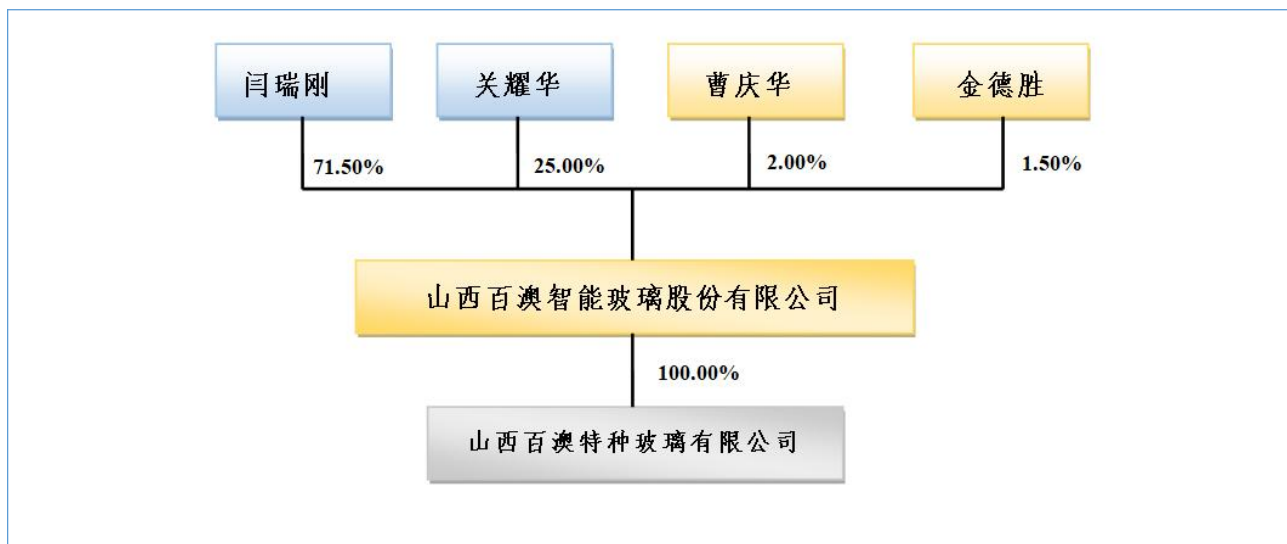 闫瑞刚
关耀华
曹庆华
金德胜
71.50%
25.00%
2.00%
1.50%
山西百澳智能玻璃股份有限公司
100.00%
山西百澳特种玻璃有限公司